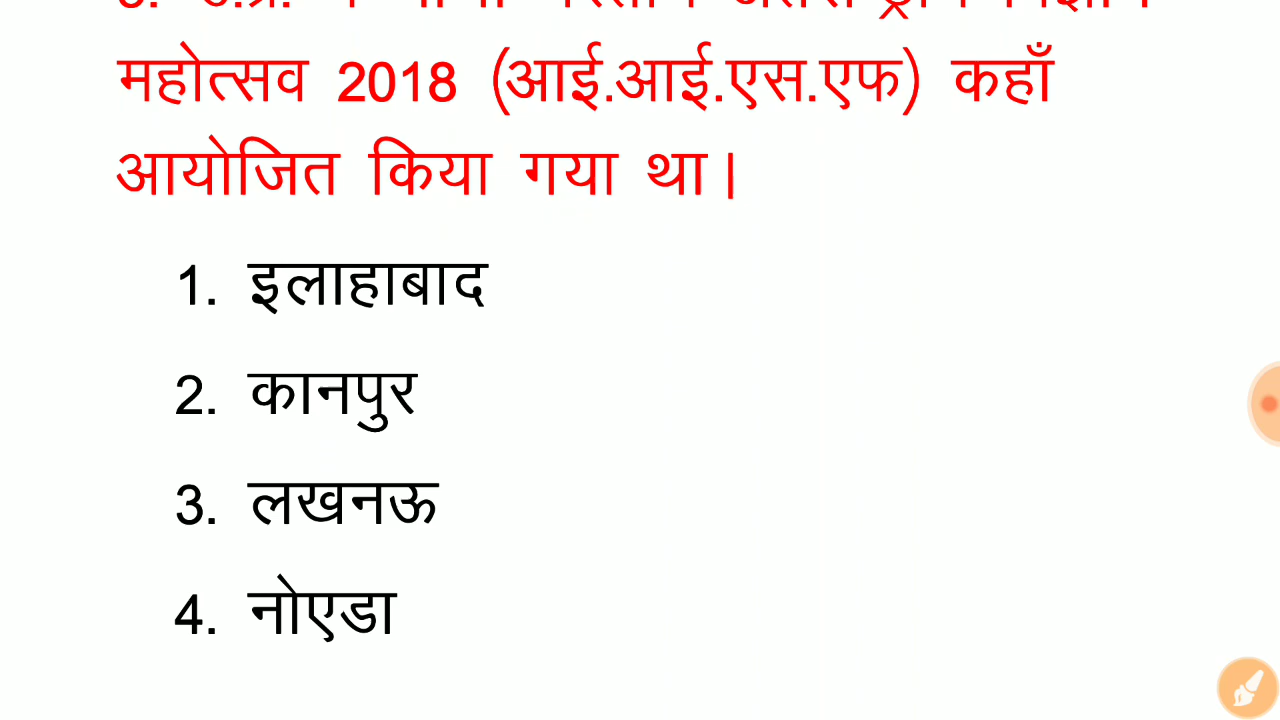 महोत्सव 2018 (आई.आई.एस.एफ) कहाँ
आयोजित किया गया था।
1. इलाहाबाद
2. कानपुर
3. लखनऊ
4. नोएडा